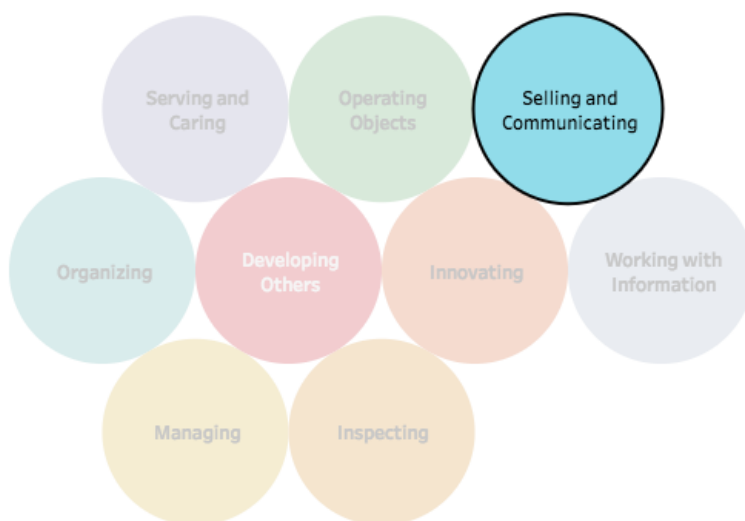 Serving and
Caring
Operating
Objects
Selling and
Communicating
Organizing
Developing
Others
Innovating
Working with
Information
Managing
Inspecting